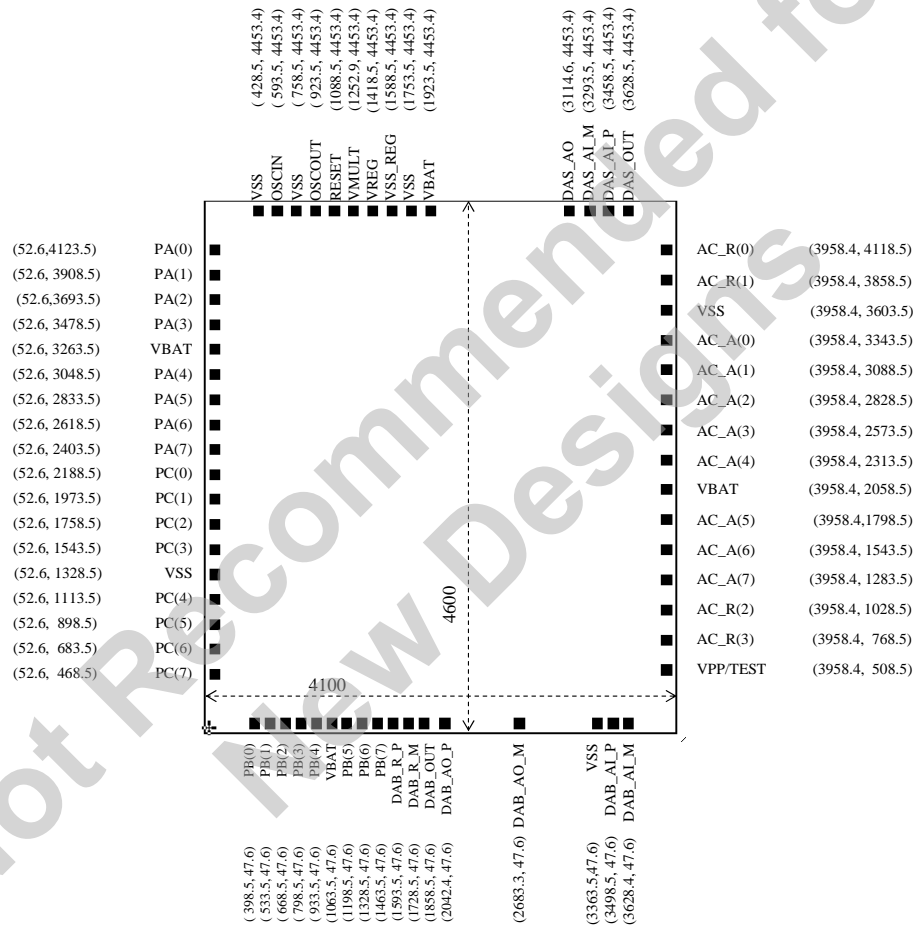 ( 428.5, 4453.4)
( 593.5, 4453.4)
( 758.5, 4453.4)
( 923.5, 4453.4)
(1088.5, 4453.4)
(1252.9, 4453.4)
(1418.5, 4453.4)
(1588.5, 4453.4)
(1753.5, 4453.4)
(1923.5, 4453.4)
(3114.6, 4453.4)
(3293.5, 4453.4)
(3458.5, 4453.4)
(3628.5, 4453.4)
VSS
OSCIN
VSS
OSCOUT
RESET
VMULT
VREG
VSS_REG
VSS
VBAT
DAS_AO
DAS_AI_M
DAS_AI_P
DAS_OUT
(52.6,4123.5) PA(0)
(52.6, 3908.5) PA(1)
(52.6,3693.5) PA(2)
(52.6, 3478.5) PA(3)
(52.6, 3263.5) VBAT
(52.6, 3048.5) PA(4)
(52.6, 2833.5) PA(5)
(52.6, 2618.5) PA(6)
(52.6, 2403.5) PA(7)
(52.6, 2188.5) PC(0)
(52.6, 1973.5) PC(1)
(52.6, 1758.5) PC(2)
(52.6, 1543.5) PC(3)
(52.6, 1328.5) VSS
(52.6, 1113.5) PC(4)
(52.6, 898.5) PC(5)
(52.6, 683.5) PC(6)
(52.6, 468.5) PC(7)
AC_R(0) (3958.4, 4118.5)
AC_R(1) (3958.4, 3858.5)
VSS (3958.4, 3603.5)
AC_A(0) (3958.4, 3343.5)
AC_A(1) (3958.4, 3088.5)
AC_A(2) (3958.4, 2828.5)
AC_A(3) (3958.4, 2573.5)
AC_A(4) (3958.4, 2313.5)
VBAT (3958.4, 2058.5)
AC_A(5) (3958.4,1798.5)
AC_A(6) (3958.4, 1543.5)
AC_A(7) (3958.4, 1283.5)
AC_R(2) (3958.4, 1028.5)
AC_R(3) (3958.4, 768.5)
VPP/TEST (3958.4, 508.5)
4600
4100
PB(0)
PB(1)
PB(2)
PB(3)
PB(4)
VBAT
PB(5)
PB(6)
PB(7)
DAB_R_P
DAB_R_M
DAB_OUT
DAB_AO_P
DAB_AO_M
VSS
DAB_AI_P
DAB_AI_M
( 398.5, 47.6)
( 533.5, 47.6)
( 668.5, 47.6)
( 798.5, 47.6)
( 933.5, 47.6)
(1063.5, 47.6)
(1198.5, 47.6)
(1328.5, 47.6)
(1463.5, 47.6)
(1593.5, 47.6)
(1728.5, 47.6)
(1858.5, 47.6)
(2042.4, 47.6)
(2683.3, 47.6)
(3363.5,47.6)
(3498.5, 47.6)
(3628.4, 47.6)
Not Recommended for
New Designs